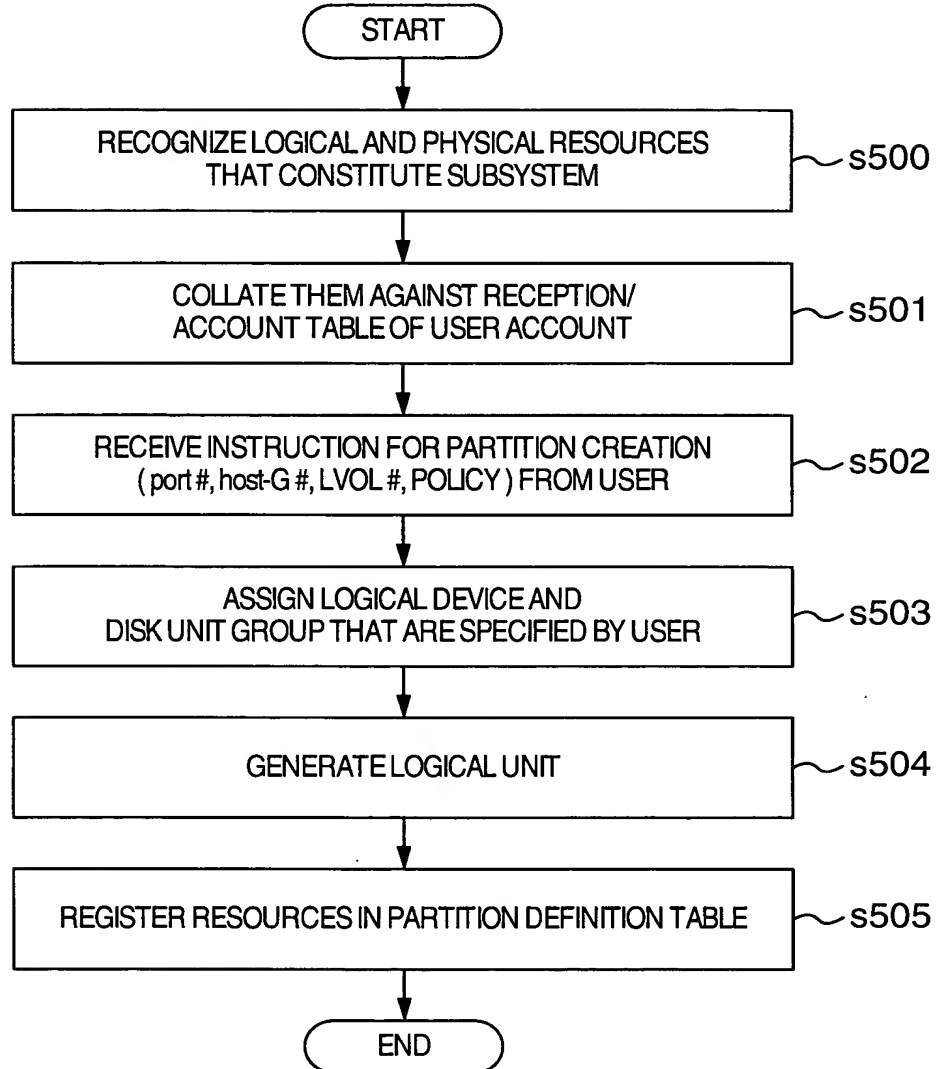 START
RECOGNIZE LOGICAL AND PHYSICAL RESOURCES
THAT CONSTITUTE SUBSYSTEM
s500
COLLATE THEM AGAINST RECEPTION/
ACCOUNT TABLE OF USER ACCOUNT
s501
RECEIVE INSTRUCTION FOR PARTITION CREATION
( port #, host-G #, LVOL #, POLICY ) FROM USER
s502
ASSIGN LOGICAL DEVICE AND
DISK UNIT GROUP THAT ARE SPECIFIED BY USER
s503
GENERATE LOGICAL UNIT
s504
REGISTER RESOURCES IN PARTITION DEFINITION TABLE
s505
END